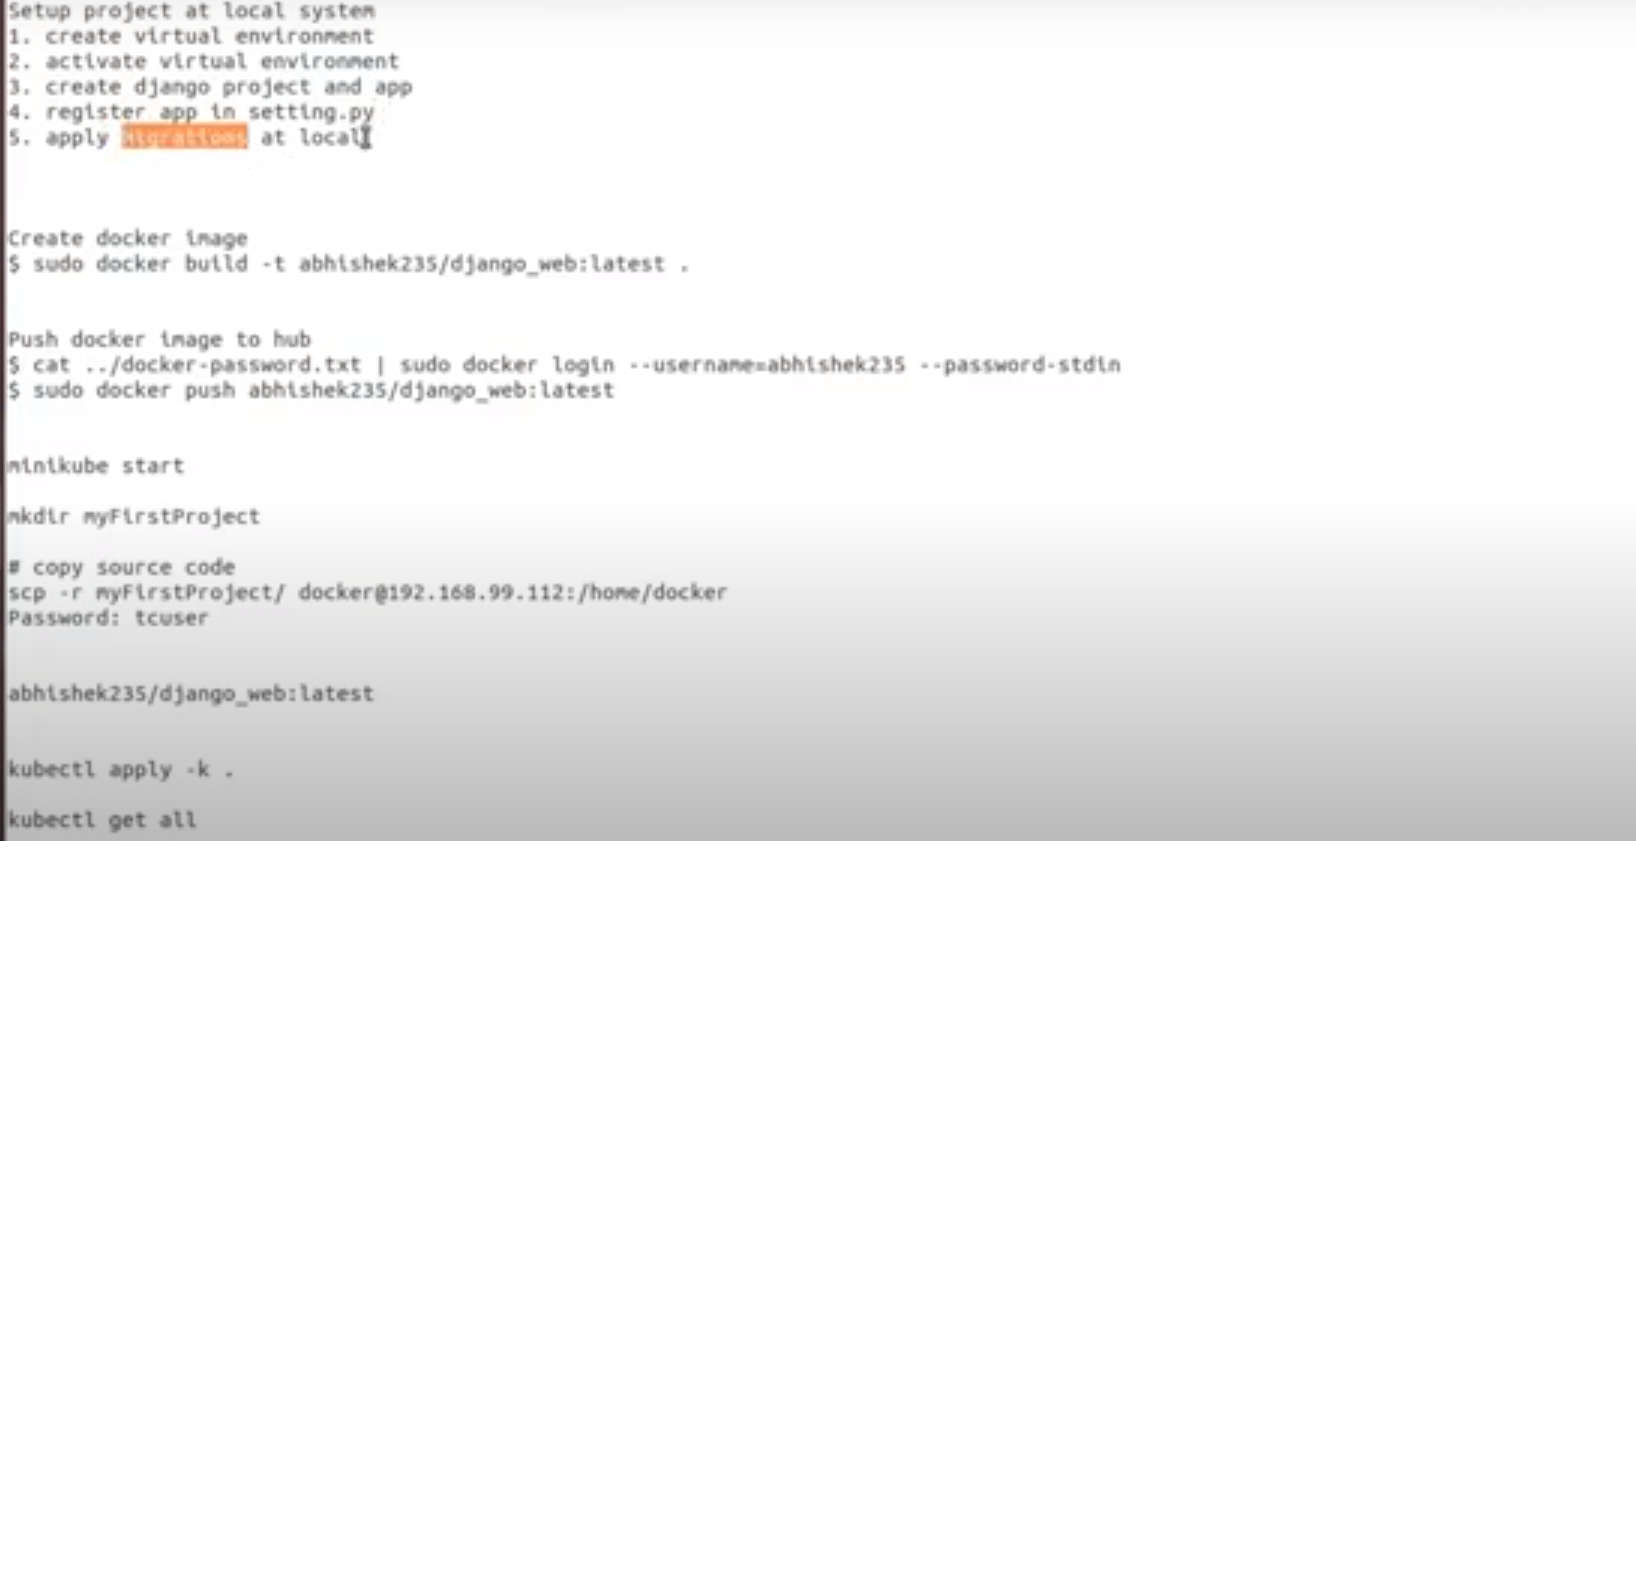 Setup project at local system
1. create virtual environment
2. activate virtual environment
3. create django project and app
4. register app in setting.py
5. apply migrations at local
Create docker image
$ sudo docker build -t abhishek235/django_web:latest .
Push docker image to hub
$ cat ../docker-password.txt | sudo docker login --username=abhishek235 --password-stdin
$ sudo docker push abhishek235/django_web:latest
minikube start
mkdir myFirstProject
# copy source code
scp -r myFirstProject/ docker@192.168.99.112:/home/docker
Password: tcuser
abhishek235/django_web:latest
kubectl apply -k .
kubectl get all